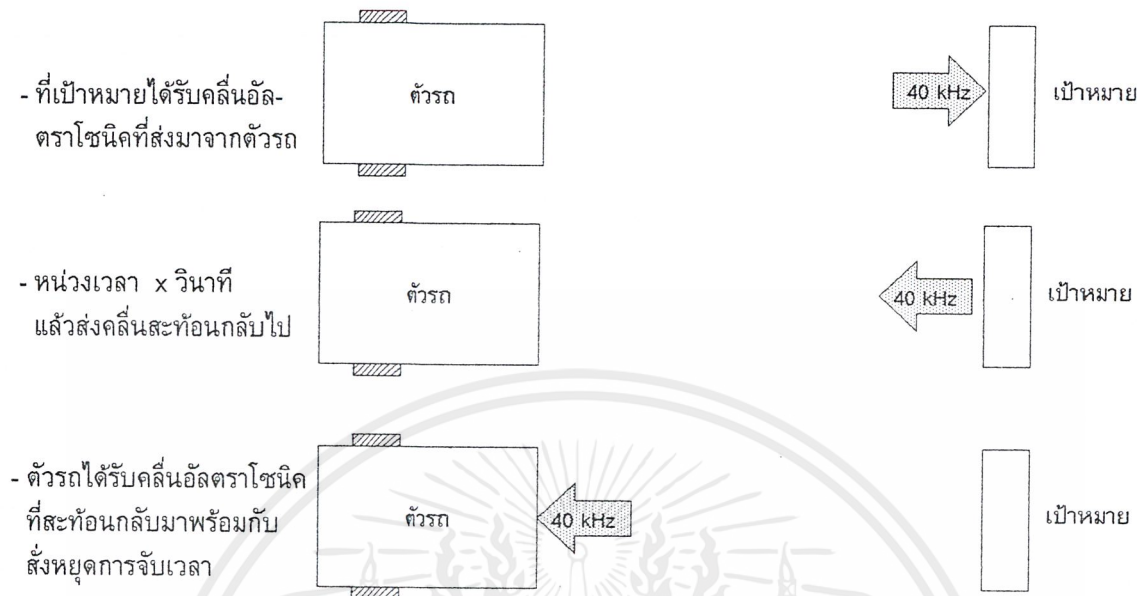 - ที่เป้าหมายได้รับคลื่นอัล-
ตราโซนิคที่ส่งมาจากตัวรถ
ตัวรถ
40 kHz
เป้าหมาย
- หน่วงเวลา x วินาที
แล้วส่งคลื่นสะท้อนกลับไป
ตัวรถ
40 kHz
เป้าหมาย
- ตัวรถได้รับคลื่นอัลตราโซนิค
ที่สะท้อนกลับมาพร้อมกับ
สั่งหยุดการจับเวลา
ตัวรถ
40 kHz
เป้าหมาย